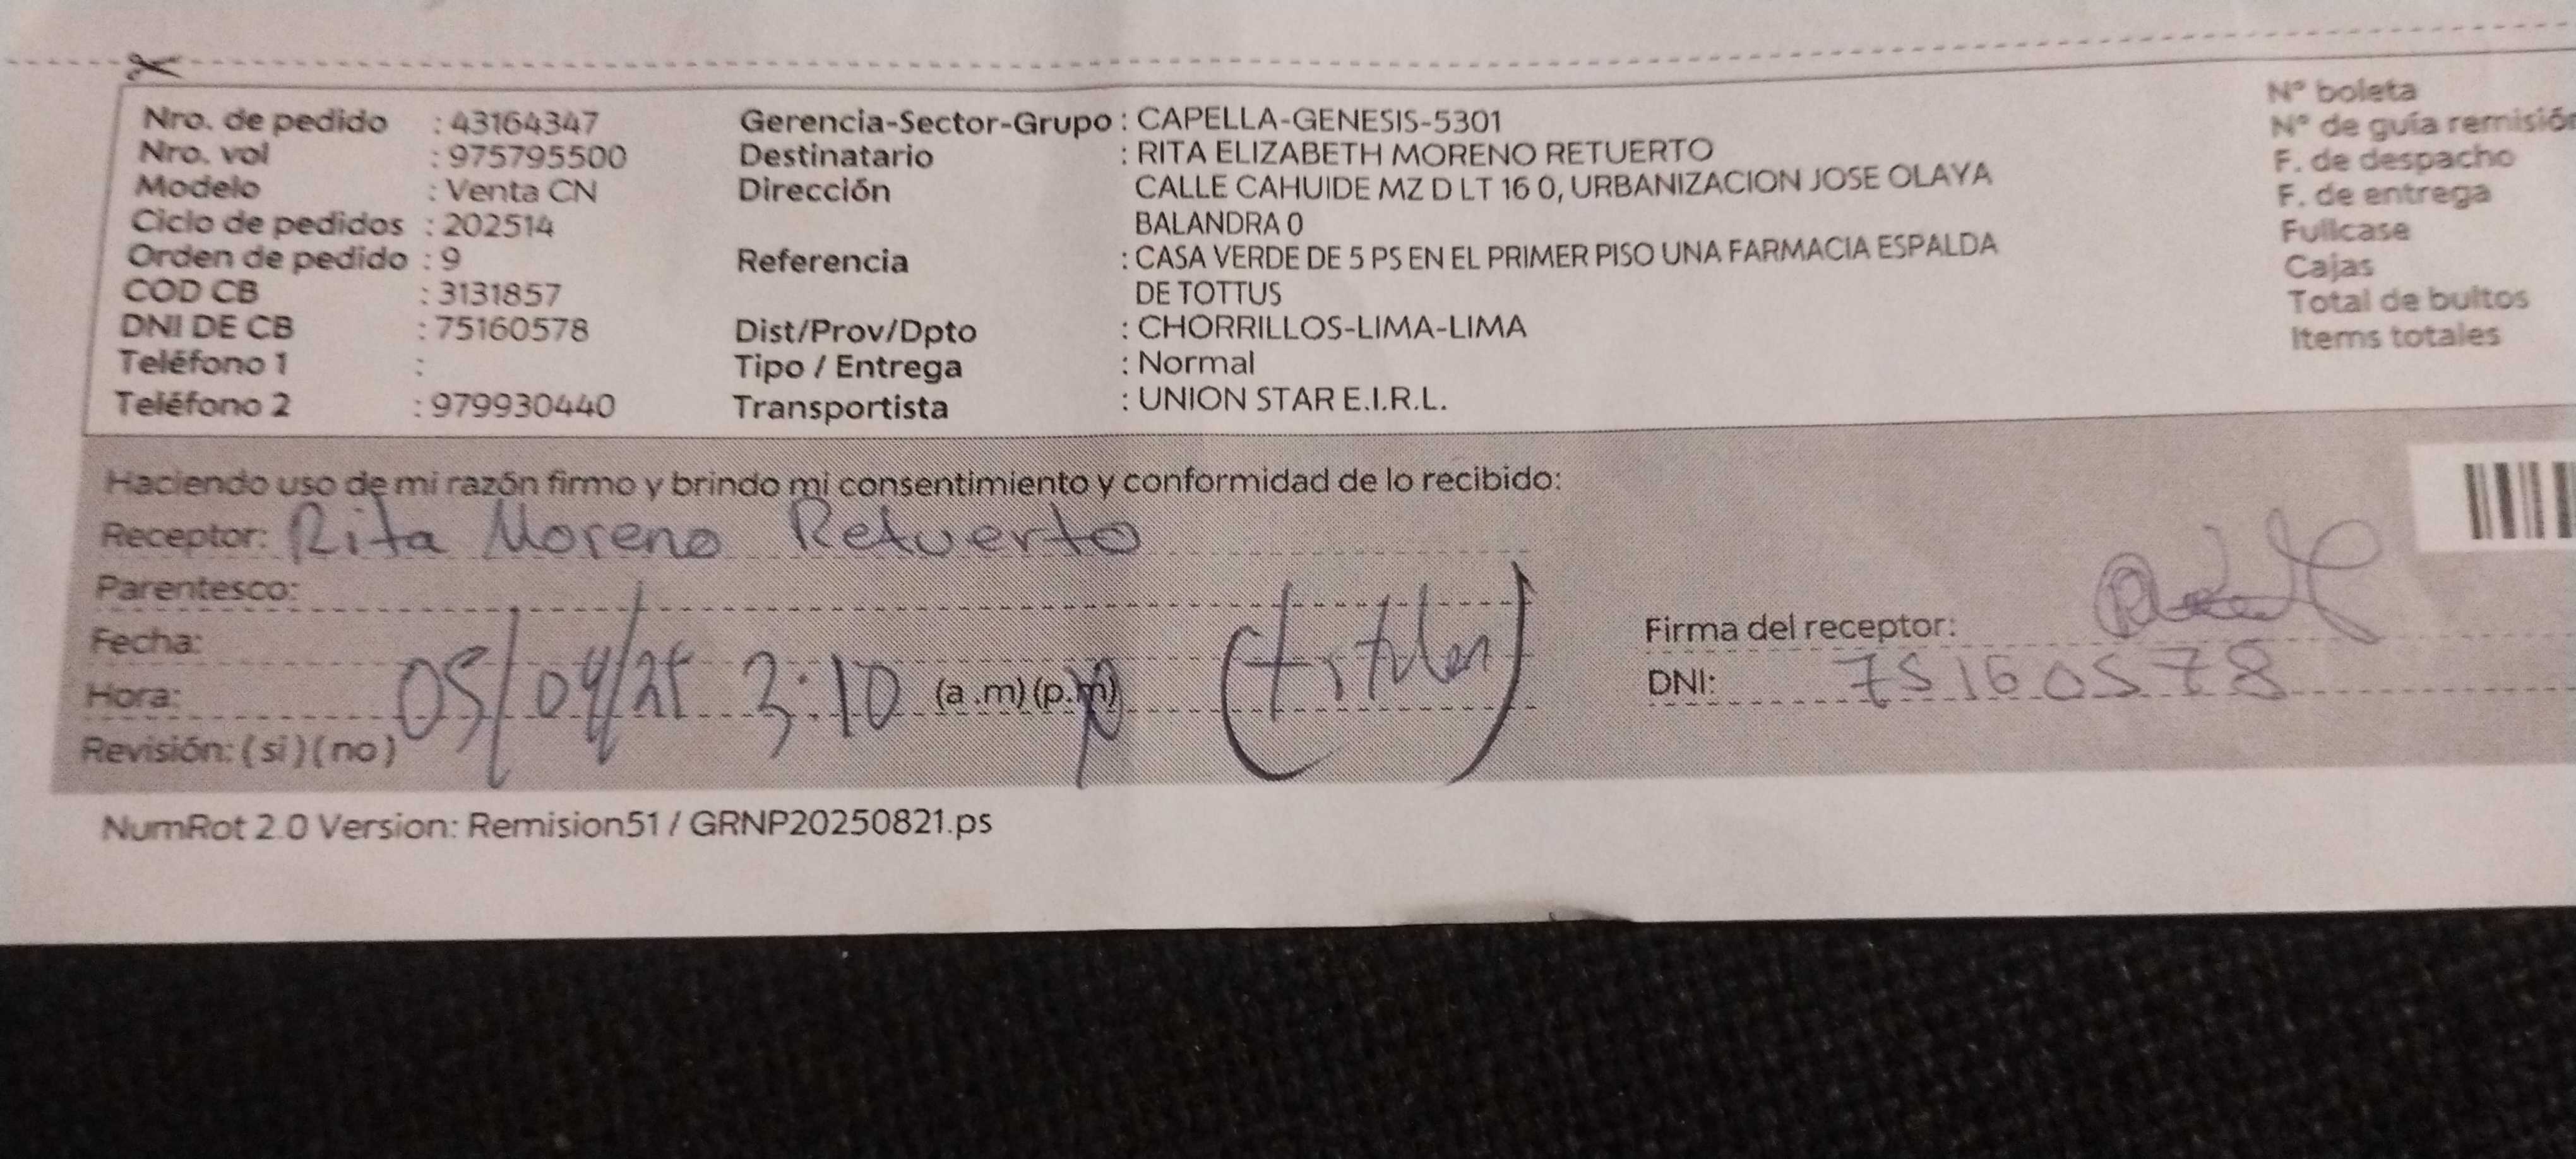 Nro. de pedido : 43164347 Gerencia-Sector-Grupo : CAPELLA-GENESIS-5301 N° boleta
Nro. vol : 975795500 Destinatario : RITA ELIZABETH MORENO RETUERTO N° de guía remisión
Modelo : Venta CN Dirección CALLE CAHUIDE MZ D LT 16 0, URBANIZACION JOSE OLAYA F. de despacho
Ciclo de pedidos : 202514 BALANDRA 0 F. de entrega
Orden de pedido : 9 Referencia : CASA VERDE DE 5 PS EN EL PRIMER PISO UNA FARMACIA ESPALDA Fullcase
COD CB : 3131857 DE TOTTUS Cajas
DNI DE CB : 75160578 Dist/Prov/Dpto : CHORRILLOS-LIMA-LIMA Total de bultos
Teléfono 1 : Tipo / Entrega : Normal Items totales
Teléfono 2 : 979930440 Transportista : UNION STAR E.I.R.L.
Haciendo uso de mi razón firmo y brindo mi consentimiento y conformidad de lo recibido:
Receptor: Rita Moreno Retuerto
Parentesco:
Fecha: Firma del receptor:
Hora: 05/09/25 3:10 (a.m) (p.m) (titular) DNI: 75160578
Revisión: ( si ) ( no )
NumRot 2.0 Version: Remision51 / GRNP20250821.ps